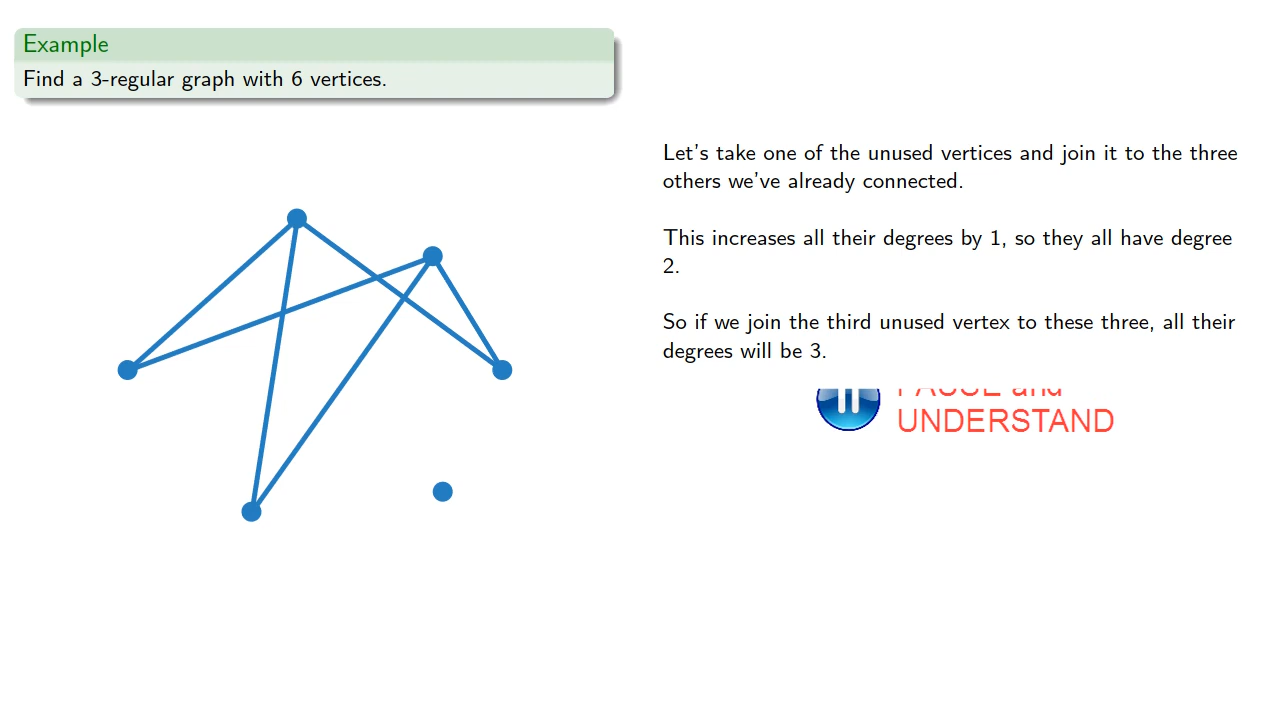 Example
Find a 3-regular graph with 6 vertices.
Let's take one of the unused vertices and join it to the three
others we've already connected.
This increases all their degrees by 1, so they all have degree
2.
So if we join the third unused vertex to these three, all their
degrees will be 3.
PAUSE and
UNDERSTAND